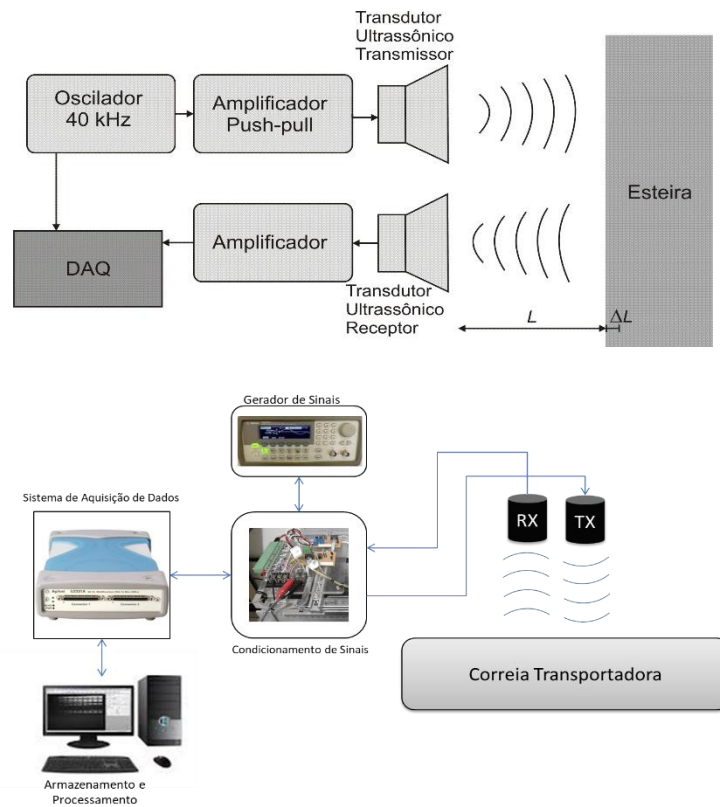 Transdutor
Ultrassônico
Transmissor
Oscilador
40 kHz
Amplificador
Push-pull
Esteira
DAQ
Amplificador
Transdutor
Ultrassônico
Receptor
L
ΔL
Gerador de Sinais
Sistema de Aquisição de Dados
RX
TX
Agilent
Condicionamento de Sinais
Correia Transportadora
Armazenamento e
Processamento